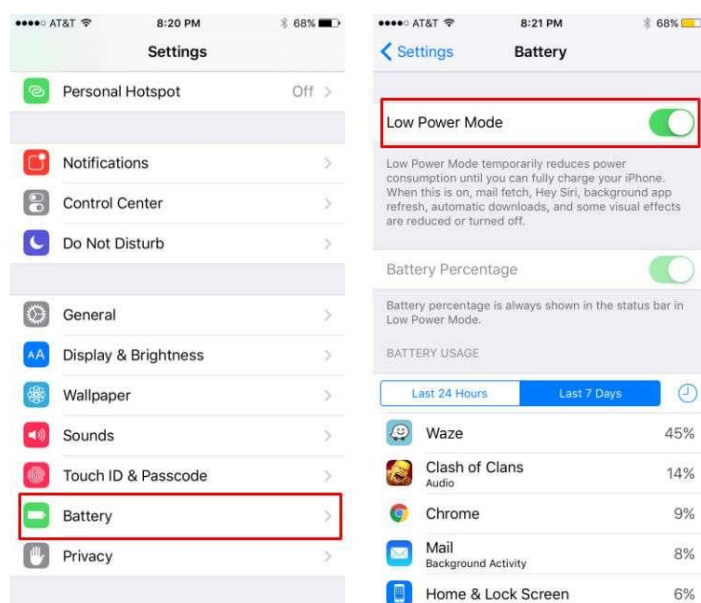 AT&T 8:20 PM 68%
Settings
Personal Hotspot Off
Notifications
Control Center
Do Not Disturb
General
AA Display & Brightness
Wallpaper
Sounds
Touch ID & Passcode
Battery
Privacy
AT&T 8:21 PM 68%
Settings Battery
Low Power Mode
Low Power Mode temporarily reduces power
consumption until you can fully charge your iPhone.
When this is on, mail fetch, Hey Siri, background app
refresh, automatic downloads, and some visual effects
are reduced or turned off.
Battery Percentage
Battery percentage is always shown in the status bar in
Low Power Mode.
BATTERY USAGE
Last 24 Hours Last 7 Days
Waze 45%
Clash of Clans 14%
Audio
Chrome 9%
Mail 8%
Background Activity
Home & Lock Screen 6%